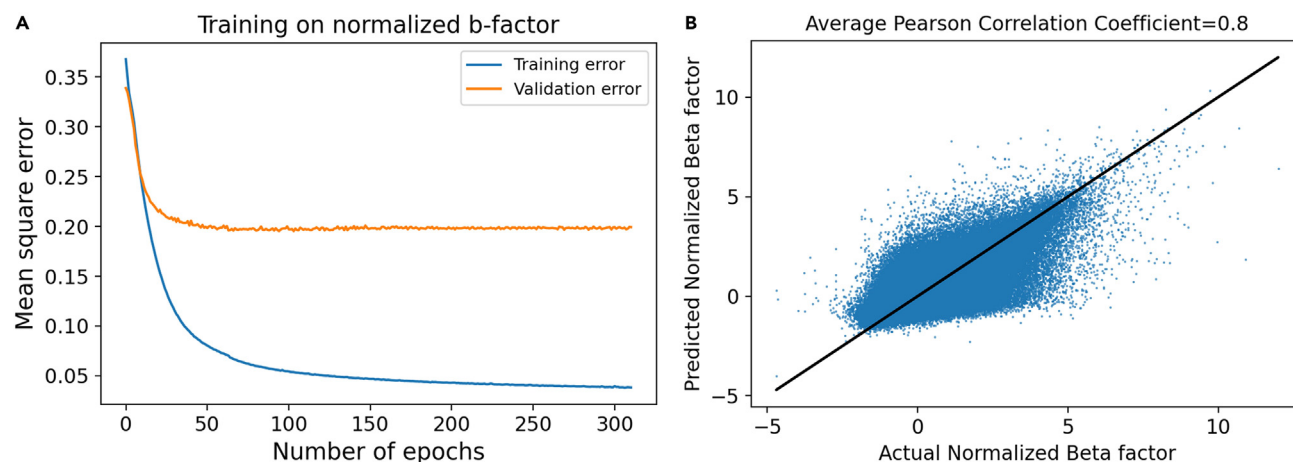 A
Training on normalized b-factor
Training error
Validation error
Mean square error
0.35
0.30
0.25
0.20
0.15
0.10
0.05
0 50 100 150 200 250 300
Number of epochs
B
Average Pearson Correlation Coefficient=0.8
Predicted Normalized Beta factor
10
5
0
−5
−5 0 5 10
Actual Normalized Beta factor